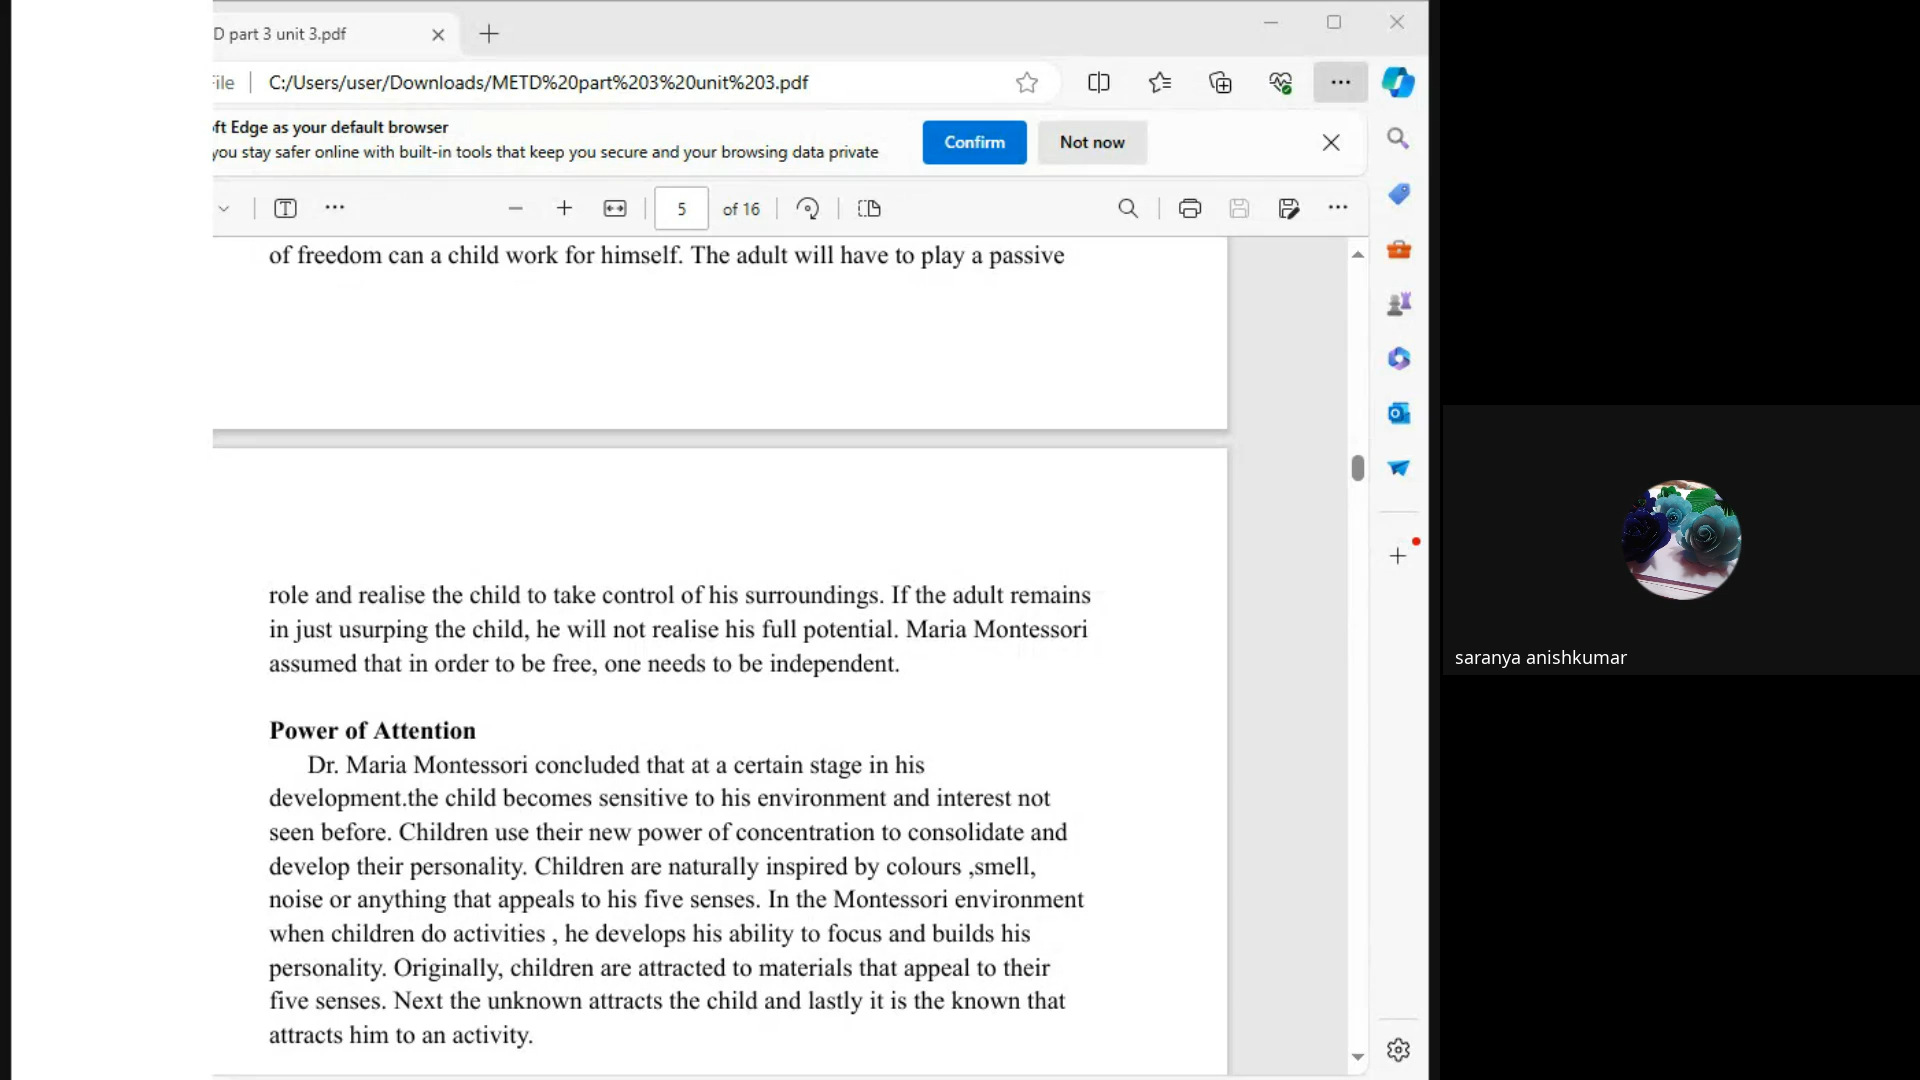 D part 3 unit 3.pdf
ile C:/Users/user/Downloads/METD%20part%203%20unit%203.pdf
ft Edge as your default browser
you stay safer online with built-in tools that keep you secure and your browsing data private
Confirm
Not now
5 of 16
of freedom can a child work for himself. The adult will have to play a passive
role and realise the child to take control of his surroundings. If the adult remains
in just usurping the child, he will not realise his full potential. Maria Montessori
assumed that in order to be free, one needs to be independent.
Power of Attention
Dr. Maria Montessori concluded that at a certain stage in his
development.the child becomes sensitive to his environment and interest not
seen before. Children use their new power of concentration to consolidate and
develop their personality. Children are naturally inspired by colours ,smell,
noise or anything that appeals to his five senses. In the Montessori environment
when children do activities , he develops his ability to focus and builds his
personality. Originally, children are attracted to materials that appeal to their
five senses. Next the unknown attracts the child and lastly it is the known that
attracts him to an activity.
saranya anishkumar